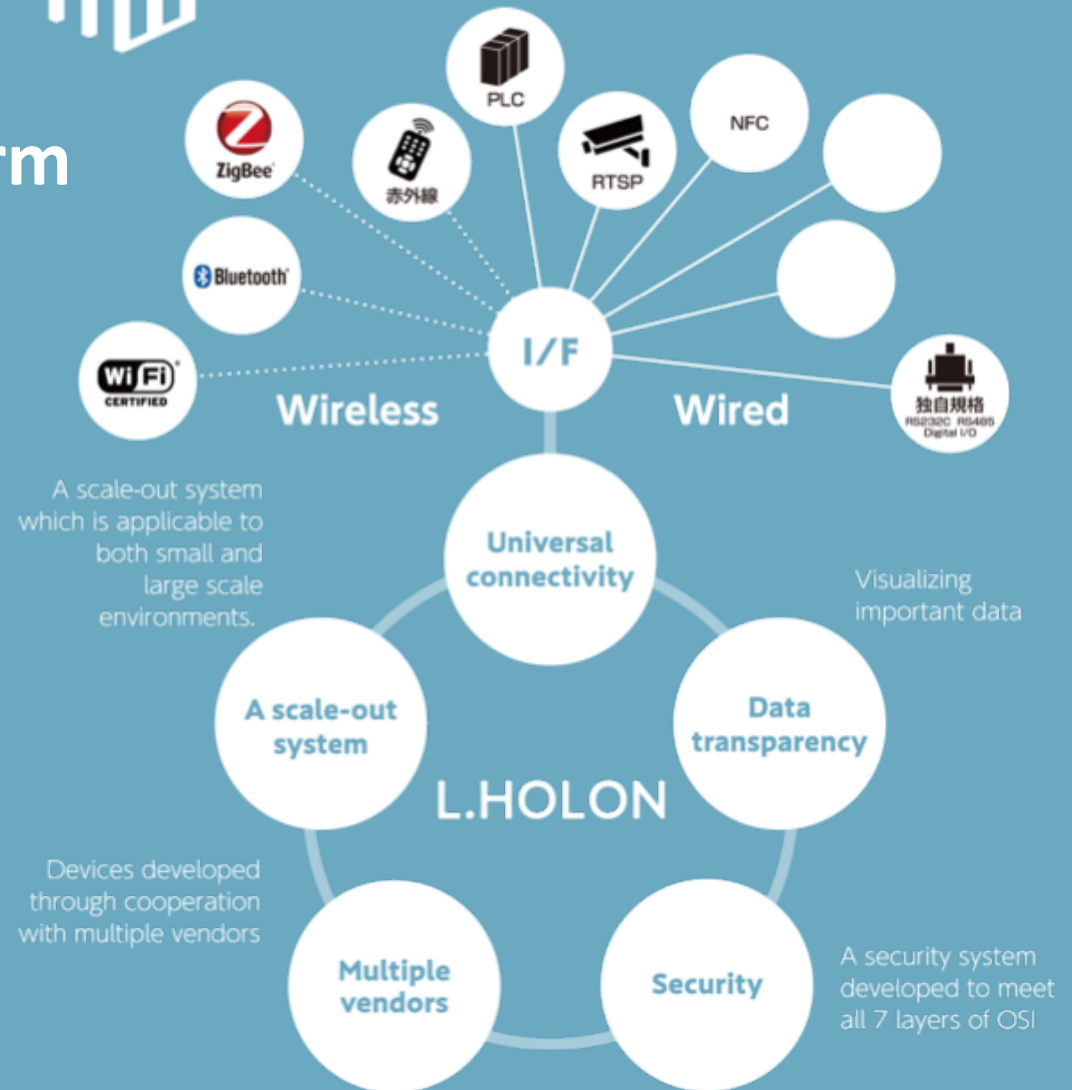 rm
PLC
NFC
ZigBee
赤外線
RTSP
Bluetooth
I/F
Wi Fi
CERTIFIED
Wireless
Wired
独自規格
RS232C RS485
Digital I/O
A scale-out system
which is applicable to
both small and
large scale
environments.
Universal
connectivity
Visualizing
important data
A scale-out
system
Data
transparency
L.HOLON
Devices developed
through cooperation
with multiple vendors
Multiple
vendors
Security
A security system
developed to meet
all 7 layers of OSI